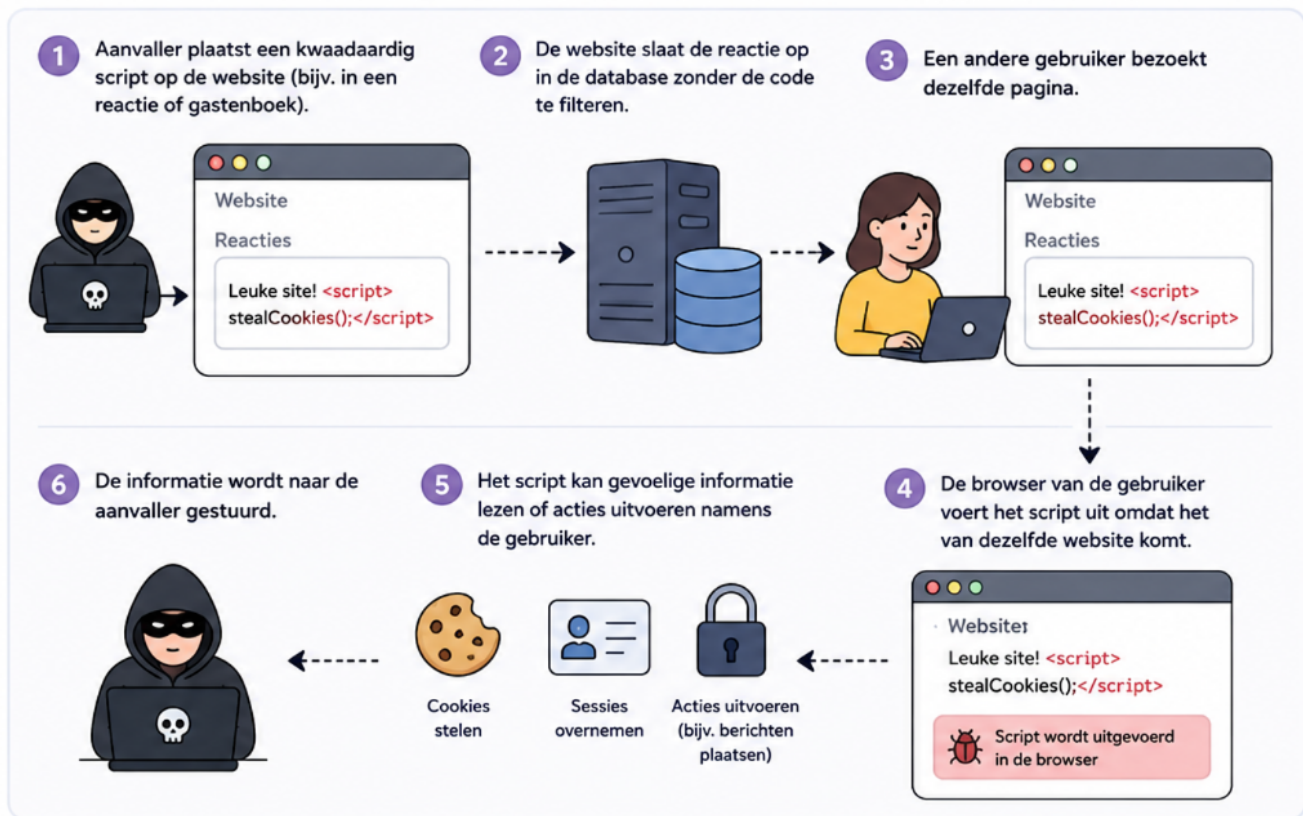 1
Aanvaller plaatst een kwaadaardig
script op de website (bijv. in een
reactie of gastenboek).
Website
Reacties
Leuke site! <script>
stealCookies();</script>
2
De website slaat de reactie op
in de database zonder de code
te filteren.
3
Een andere gebruiker bezoekt
dezelfde pagina.
Website
Reacties
Leuke site! <script>
stealCookies();</script>
4
De browser van de gebruiker
voert het script uit omdat het
van dezelfde website komt.
Website:
Leuke site! <script>
stealCookies();</script>
Script wordt uitgevoerd
in de browser
5
Het script kan gevoelige informatie
lezen of acties uitvoeren namens
de gebruiker.
Cookies
stelen
Sessies
overnemen
Acties uitvoeren
(bijv. berichten
plaatsen)
6
De informatie wordt naar de
aanvaller gestuurd.